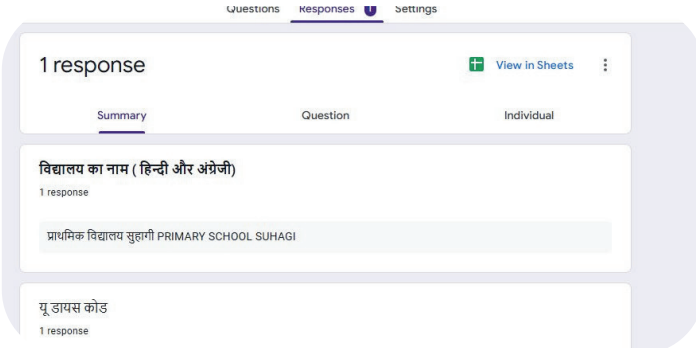 Questions Responses 1 Settings
1 response View in Sheets
Summary Question Individual
विद्यालय का नाम ( हिन्दी और अंग्रेजी)
1 response
प्राथमिक विद्यालय सुहागी PRIMARY SCHOOL SUHAGI
यू डायस कोड
1 response